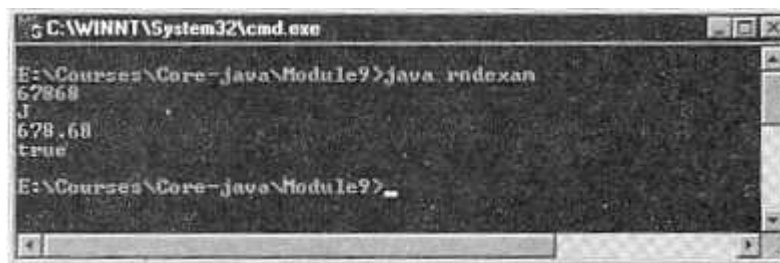 C:\WINNT\System32\cmd.exe
E:\Courses\Core-java\Module9>java rndexam
67868
J
678.68
true
E:\Courses\Core-java\Module9>